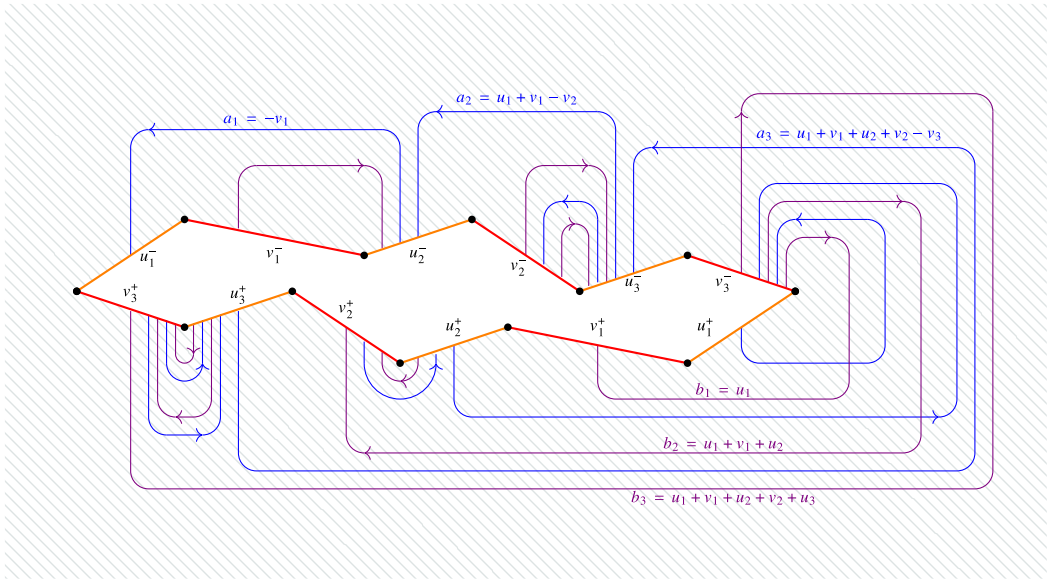 a₂ = u₁ + v₁ − v₂
a₁ = −v₁
a₃ = u₁ + v₁ + u₂ + v₂ − v₃
u₁⁻ v₁⁻ u₂⁻ v₂⁻ u₃⁻ v₃⁻
v₃⁺ u₃⁺ v₂⁺ u₂⁺ v₁⁺ u₁⁺
b₁ = u₁
b₂ = u₁ + v₁ + u₂
b₃ = u₁ + v₁ + u₂ + v₂ + u₃